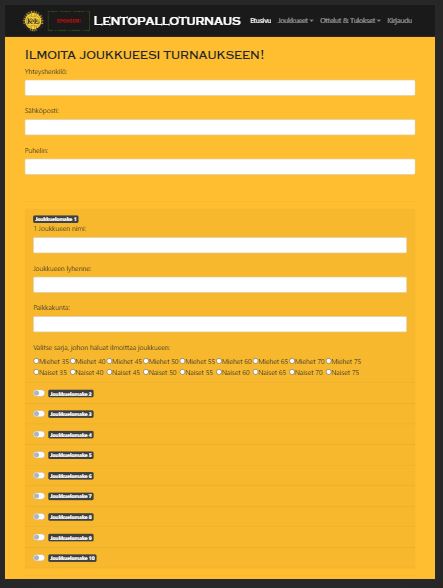 SPONSORI LENTOPALLOTURNAUS Etusivu Joukkueet Ottelut & Tulokset Kirjaudu
ILMOITA JOUKKUEESI TURNAUKSEEN!
Yhteyshenkilö:
Sähköposti:
Puhelin:
Joukkuelomake 1
1 Joukkueen nimi:
Joukkueen lyhenne:
Paikkakunta:
Valitse sarja, johon haluat ilmoittaa joukkueen:
Miehet 35 Miehet 40 Miehet 45 Miehet 50 Miehet 55 Miehet 60 Miehet 65 Miehet 70 Miehet 75
Naiset 35 Naiset 40 Naiset 45 Naiset 50 Naiset 55 Naiset 60 Naiset 65 Naiset 70 Naiset 75
Joukkuelomake 2
Joukkuelomake 3
Joukkuelomake 4
Joukkuelomake 5
Joukkuelomake 6
Joukkuelomake 7
Joukkuelomake 8
Joukkuelomake 9
Joukkuelomake 10